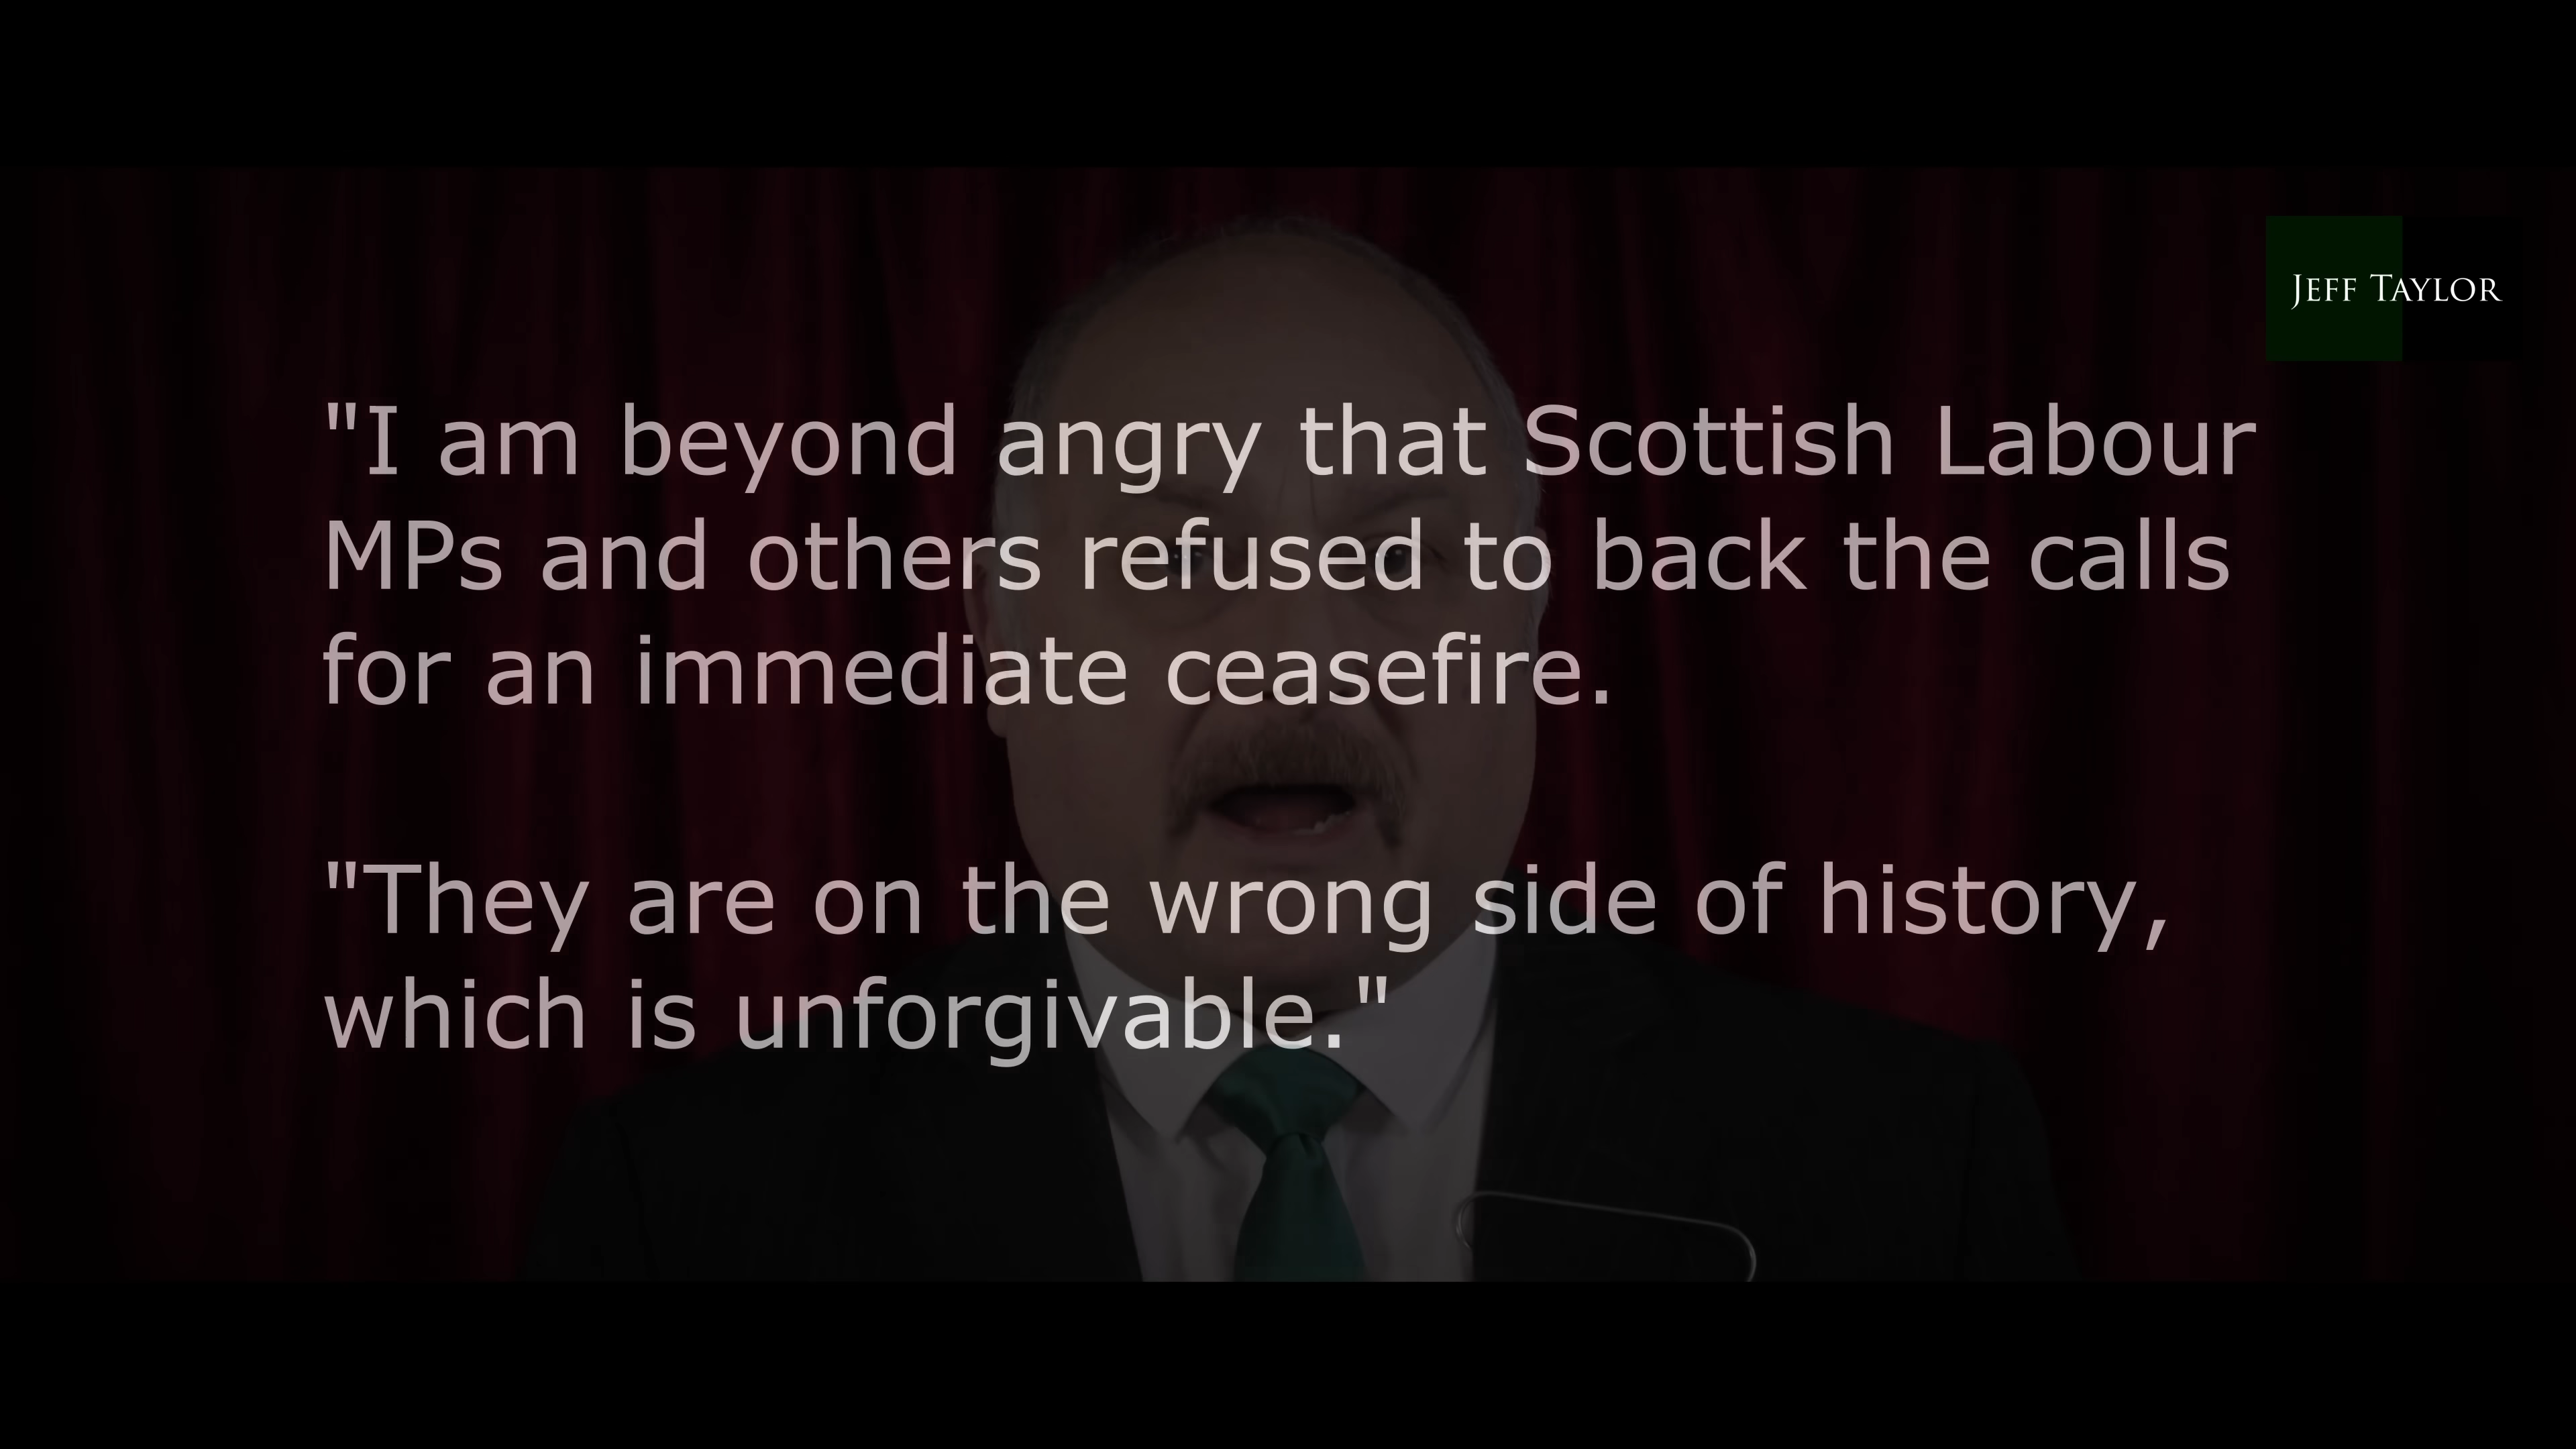 JEFF TAYLOR
"I am beyond angry that Scottish Labour
MPs and others refused to back the calls
for an immediate ceasefire.
"They are on the wrong side of history,
which is unforgivable."